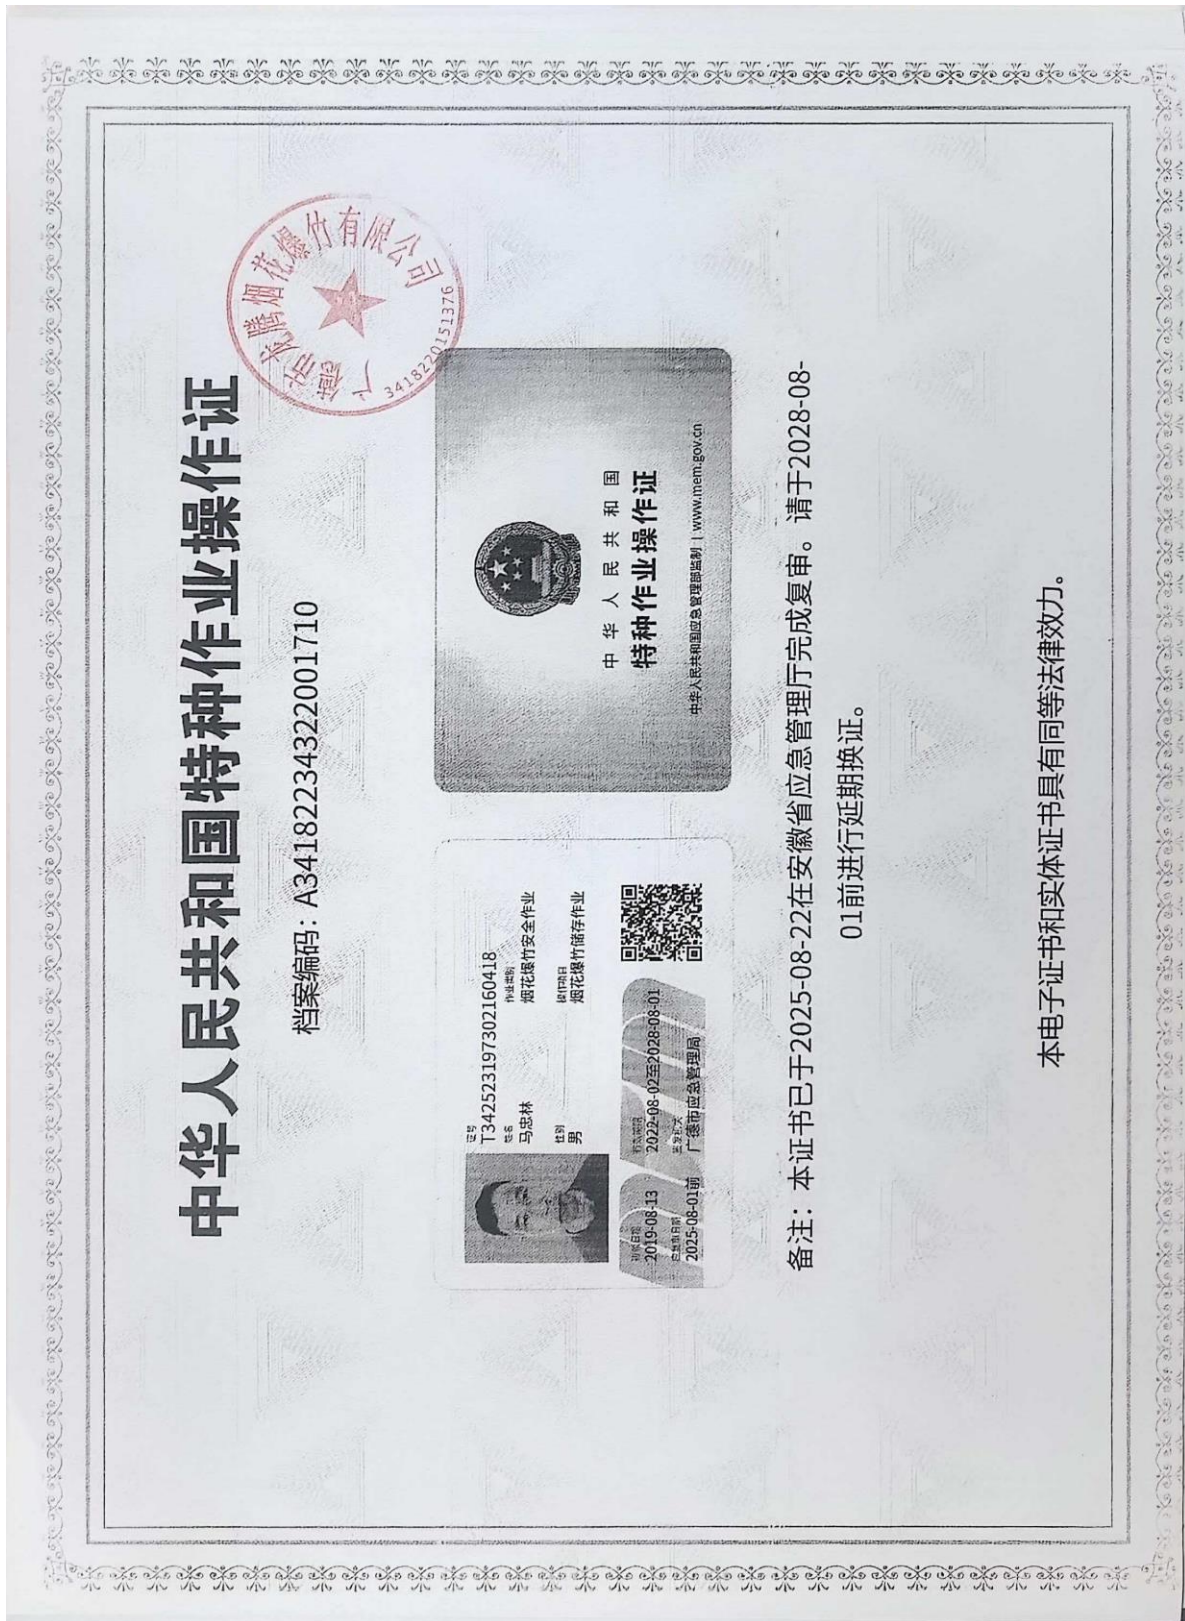 中华人民共和国特种作业操作证
档案编码：A34182234322001710
广德市龙腾烟花爆竹有限公司
3418220151376
证号
T342523197302160418
姓名
马忠林
作业类别
烟花爆竹安全作业
性别
男
操作项目
烟花爆竹储存作业
初领日期
2019-08-13
有效期限
2022-08-02至2028-08-01
应复审日期
2025-08-01前
签发机关
广德市应急管理局
中华人民共和国
特种作业操作证
中华人民共和国应急管理部监制 | www.mem.gov.cn
备注：本证书已于2025-08-22在安徽省应急管理厅完成复审。请于2028-08-
01前进行延期换证。
本电子证书和实体证书具有同等法律效力。